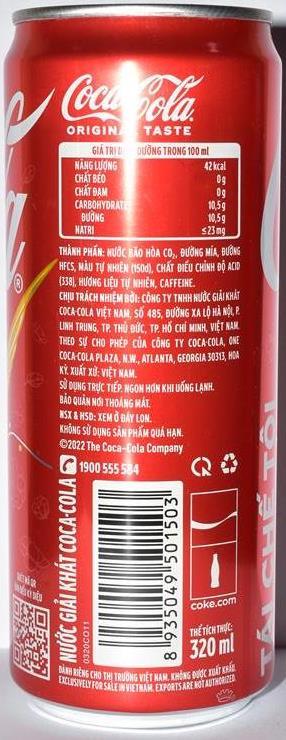 Coca-Cola
ORIGINAL TASTE
GIÁ TRỊ DINH DƯỠNG TRONG 100 ml
NĂNG LƯỢNG 42 kcal
CHẤT BÉO 0g
CHẤT ĐẠM 0g
CARBOHYDRATE 10,5g
ĐƯỜNG 10,5g
NATRI ≤23 mg
THÀNH PHẦN: NƯỚC BÃO HÒA CO₂, ĐƯỜNG MÍA, ĐƯỜNG
HFCS, MÀU TỰ NHIÊN (150d), CHẤT ĐIỀU CHỈNH ĐỘ ACID
(338), HƯƠNG LIỆU TỰ NHIÊN, CAFFEINE.
CHỊU TRÁCH NHIỆM BỞI: CÔNG TY TNHH NƯỚC GIẢI KHÁT
COCA-COLA VIỆT NAM, SỐ 485, ĐƯỜNG XA LỘ HÀ NỘI, P.
LINH TRUNG, TP. THỦ ĐỨC, TP. HỒ CHÍ MINH, VIỆT NAM.
THEO SỰ CHO PHÉP CỦA CÔNG TY COCA-COLA, ONE
COCA-COLA PLAZA, N.W., ATLANTA, GEORGIA 30313, HOA
KỲ. XUẤT XỨ: VIỆT NAM.
SỬ DỤNG TRỰC TIẾP. NGON HƠN KHI UỐNG LẠNH.
BẢO QUẢN NƠI THOÁNG MÁT.
NSX & HSD: XEM Ở ĐÁY LON.
KHÔNG SỬ DỤNG SẢN PHẨM QUÁ HẠN.
©2022 The Coca-Cola Company
1900 555 584
NƯỚC GIẢI KHÁT COCA-COLA
0320CO11
8 935049 501503
coke.com
THỂ TÍCH THỰC:
320 ml
QUÉT MÃ QR
TÁI CHẾ TÔI
®
DÀNH RIÊNG CHO THỊ TRƯỜNG VIỆT NAM. KHÔNG ĐƯỢC XUẤT KHẨU.
EXCLUSIVELY FOR SALE IN VIETNAM. EXPORTS ARE NOT AUTHORIZED.